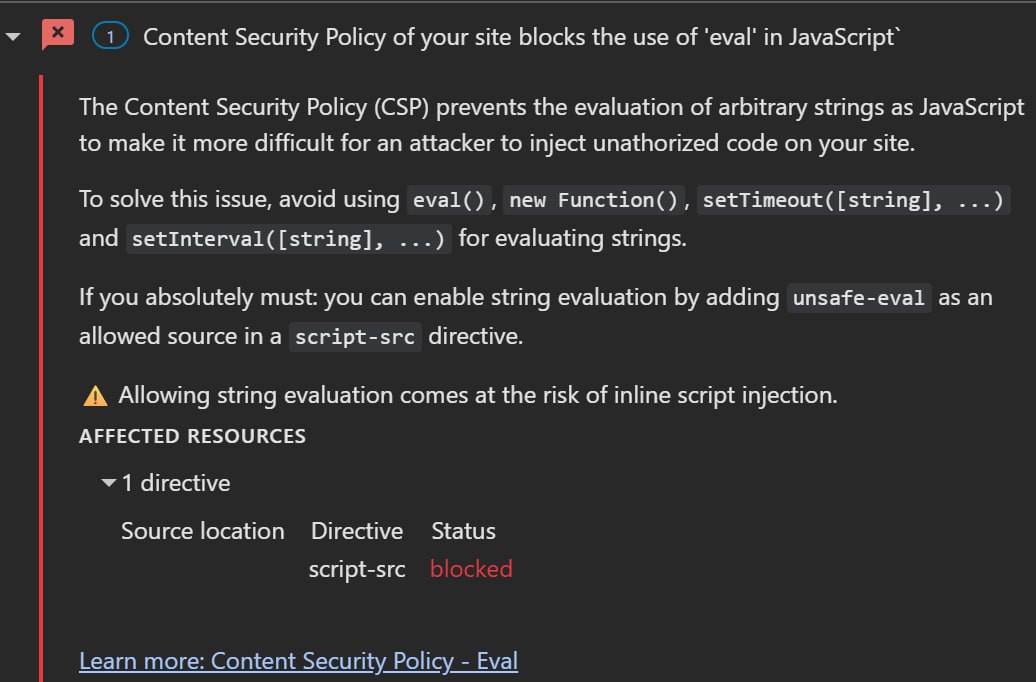 1 Content Security Policy of your site blocks the use of 'eval' in JavaScript`
The Content Security Policy (CSP) prevents the evaluation of arbitrary strings as JavaScript
to make it more difficult for an attacker to inject unathorized code on your site.
To solve this issue, avoid using eval(), new Function(), setTimeout([string], ...)
and setInterval([string], ...) for evaluating strings.
If you absolutely must: you can enable string evaluation by adding unsafe-eval as an
allowed source in a script-src directive.
Allowing string evaluation comes at the risk of inline script injection.
AFFECTED RESOURCES
1 directive
Source location Directive Status
script-src blocked
Learn more: Content Security Policy - Eval